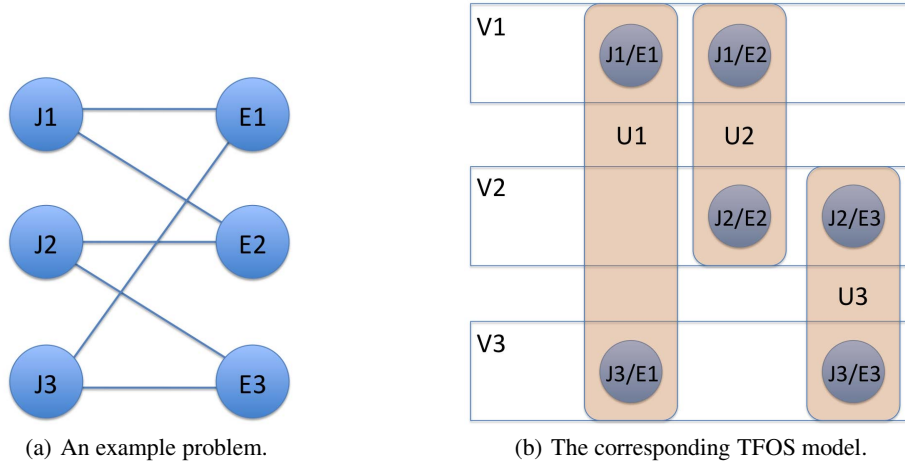 J1
E1
J2
E2
J3
E3
(a) An example problem.
V1
J1/E1
J1/E2
U1
U2
V2
J2/E2
J2/E3
U3
V3
J3/E1
J3/E3
(b) The corresponding TFOS model.